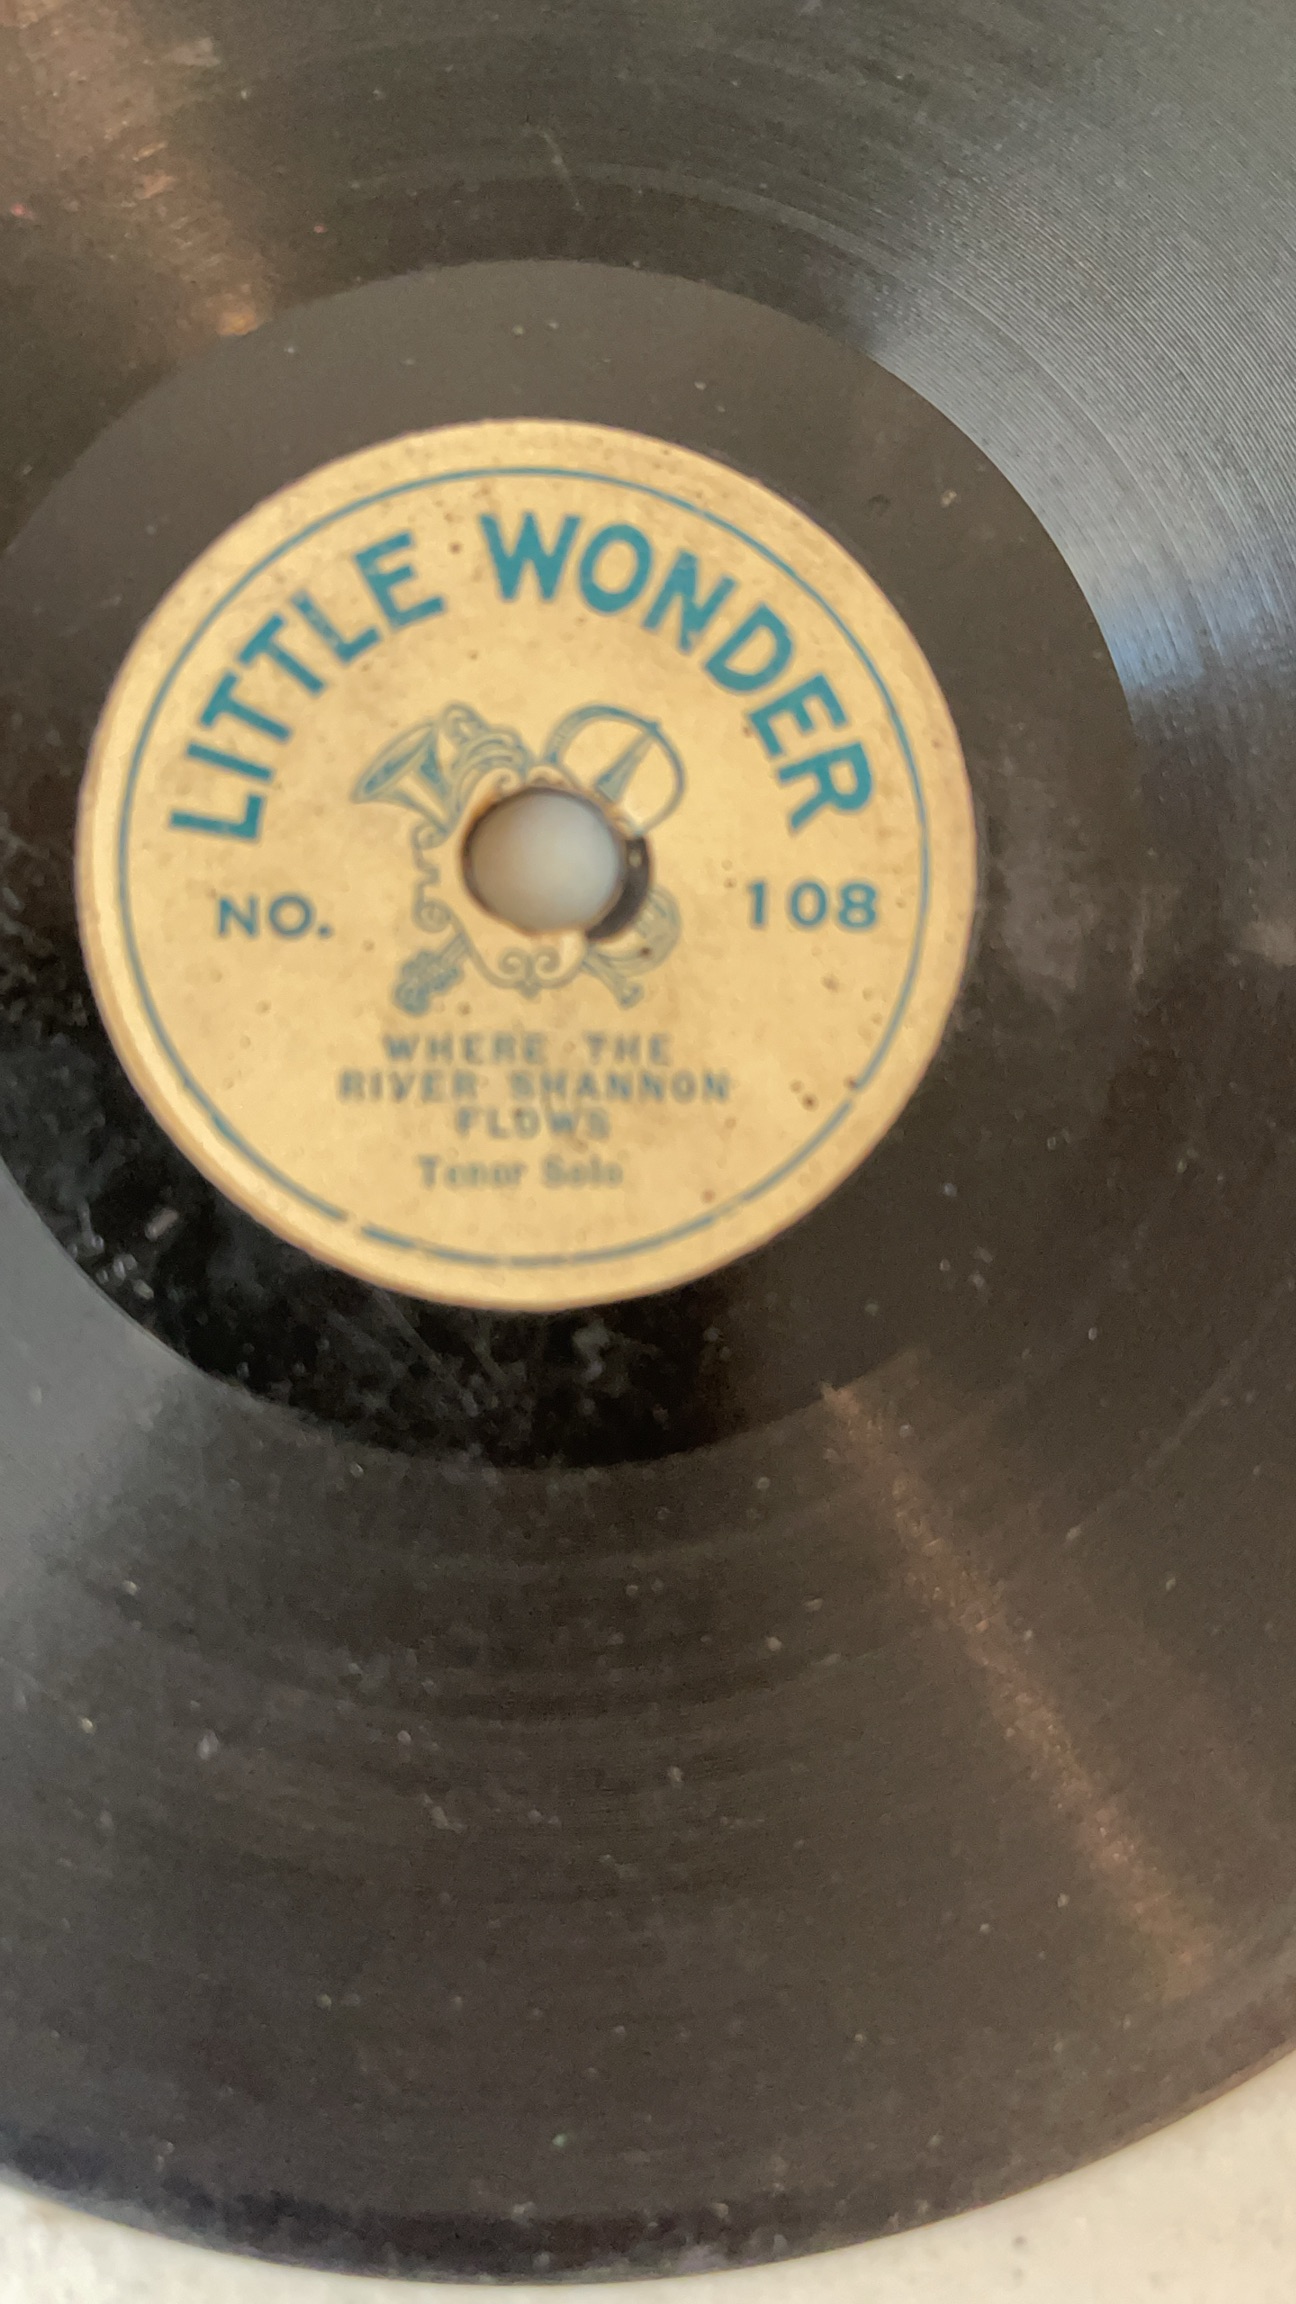 LITTLE WONDER
NO. 108
WHERE THE
RIVER SHANNON
FLOWS
Tenor Solo